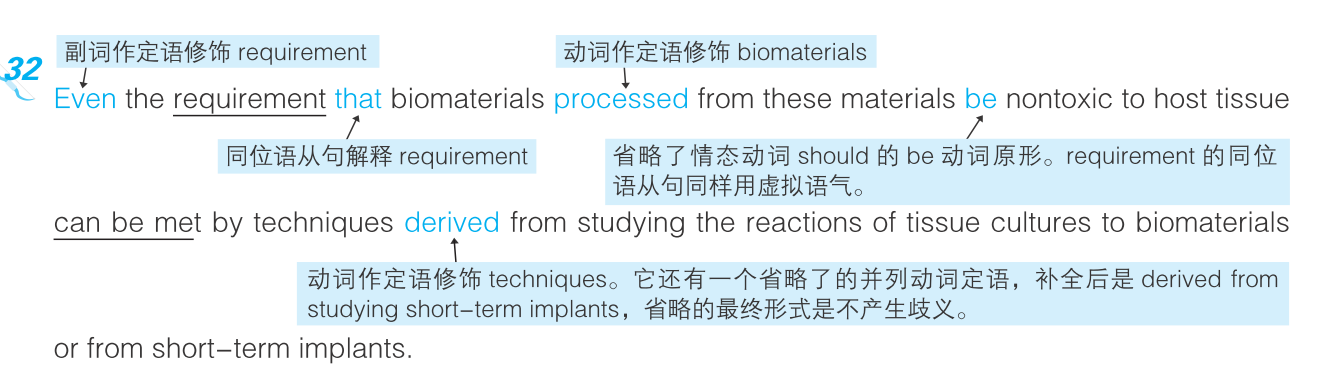 副词作定语修饰 requirement
动词作定语修饰 biomaterials
32
Even the requirement that biomaterials processed from these materials be nontoxic to host tissue
同位语从句解释 requirement
省略了情态动词 should 的 be 动词原形。requirement 的同位
语从句同样用虚拟语气。
can be met by techniques derived from studying the reactions of tissue cultures to biomaterials
动词作定语修饰 techniques。它还有一个省略了的并列动词定语，补全后是 derived from
studying short-term implants，省略的最终形式是不产生歧义。
or from short-term implants.